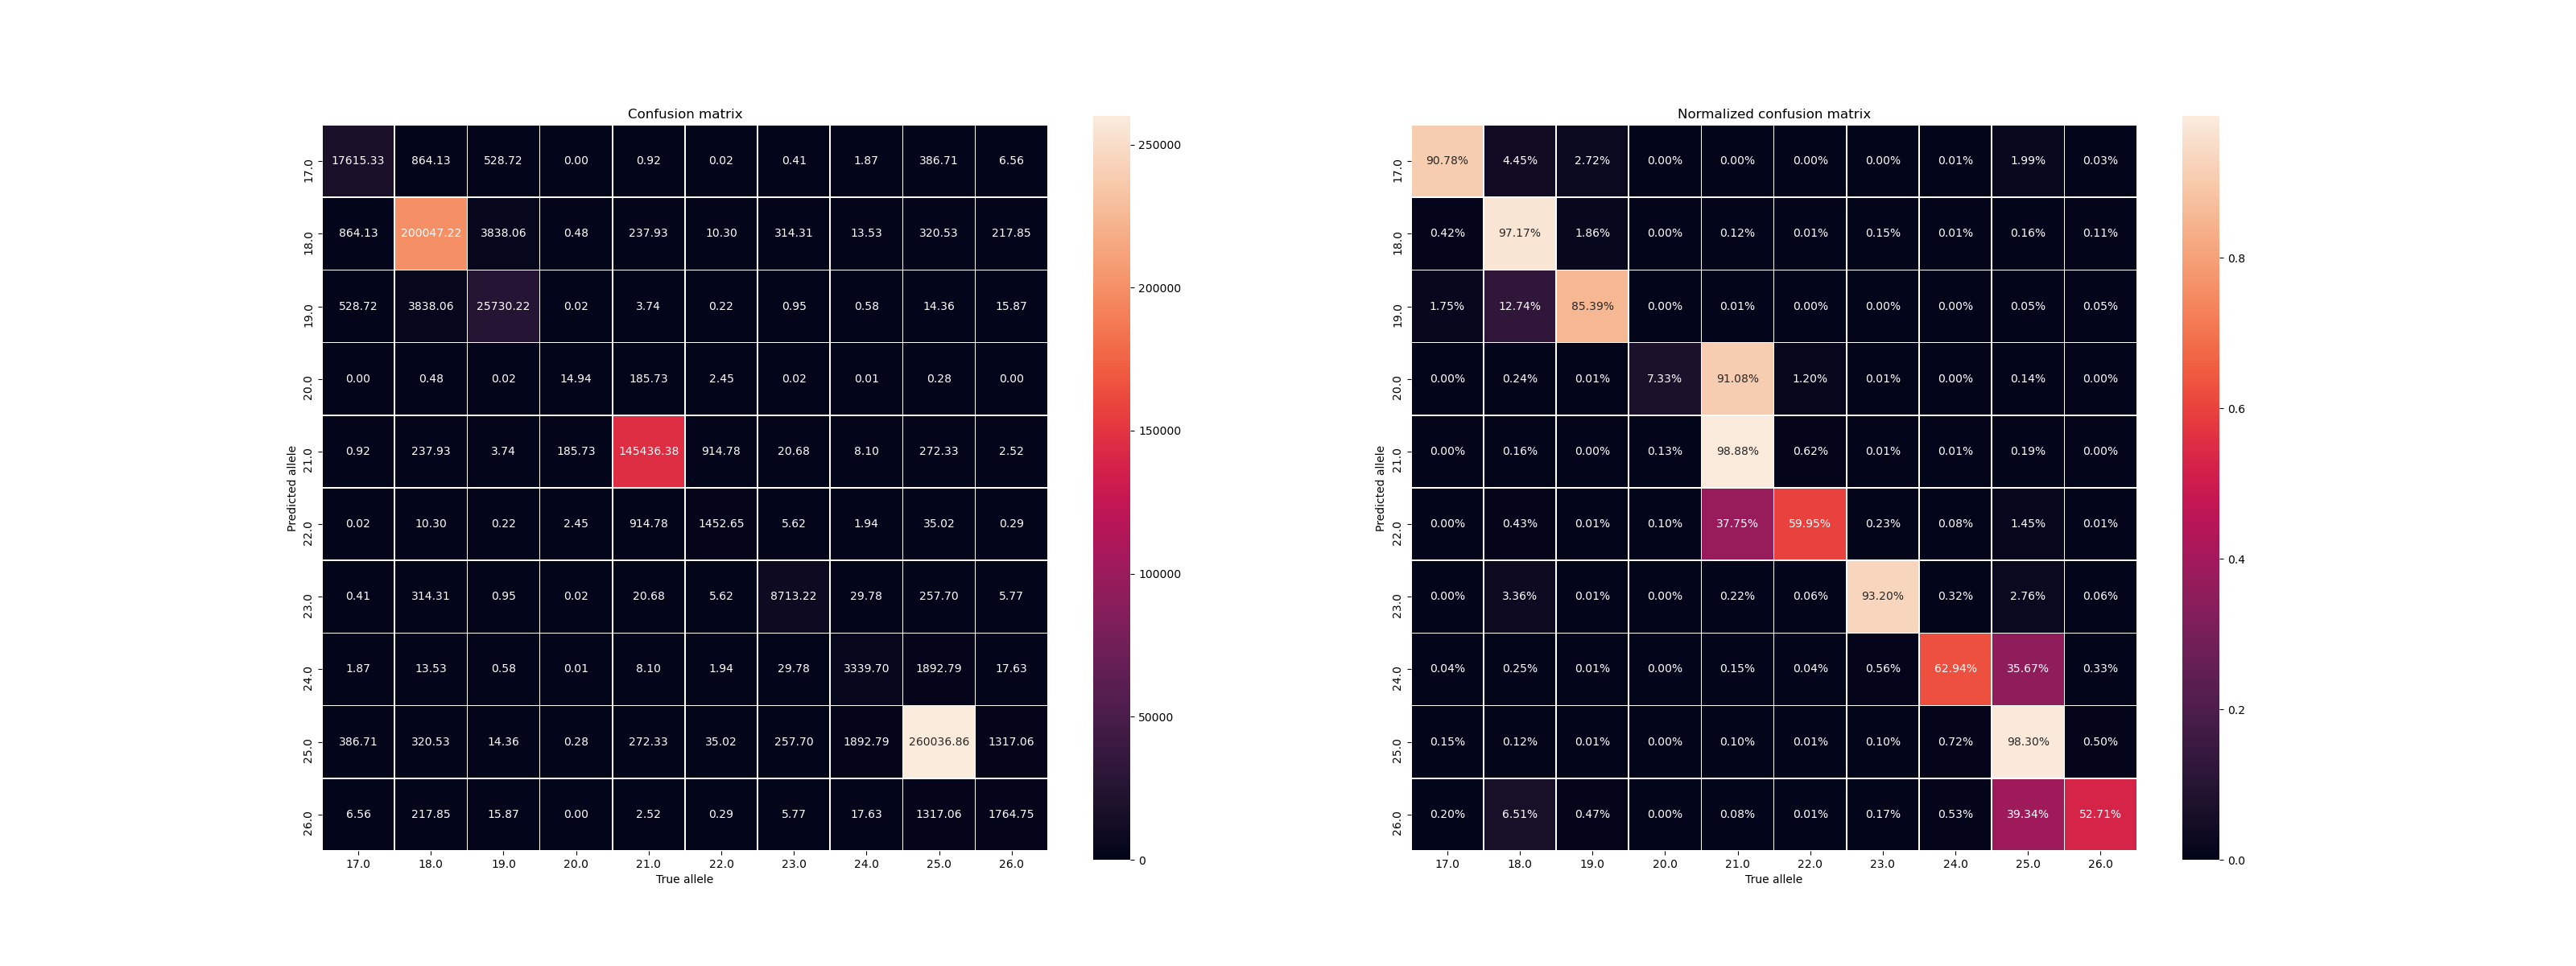 Confusion matrix
17.0 17615.33 864.13 528.72 0.00 0.92 0.02 0.41 1.87 386.71 6.56
18.0 864.13 200047.22 3838.06 0.48 237.93 10.30 314.31 13.53 320.53 217.85
19.0 528.72 3838.06 25730.22 0.02 3.74 0.22 0.95 0.58 14.36 15.87
20.0 0.00 0.48 0.02 14.94 185.73 2.45 0.02 0.01 0.28 0.00
21.0 0.92 237.93 3.74 185.73 145436.38 914.78 20.68 8.10 272.33 2.52
22.0 0.02 10.30 0.22 2.45 914.78 1452.65 5.62 1.94 35.02 0.29
23.0 0.41 314.31 0.95 0.02 20.68 5.62 8713.22 29.78 257.70 5.77
24.0 1.87 13.53 0.58 0.01 8.10 1.94 29.78 3339.70 1892.79 17.63
25.0 386.71 320.53 14.36 0.28 272.33 35.02 257.70 1892.79 260036.86 1317.06
26.0 6.56 217.85 15.87 0.00 2.52 0.29 5.77 17.63 1317.06 1764.75
17.0 18.0 19.0 20.0 21.0 22.0 23.0 24.0 25.0 26.0
True allele
Predicted allele
250000
200000
150000
100000
50000
0
Normalized confusion matrix
17.0 90.78% 4.45% 2.72% 0.00% 0.00% 0.00% 0.00% 0.01% 1.99% 0.03%
18.0 0.42% 97.17% 1.86% 0.00% 0.12% 0.01% 0.15% 0.01% 0.16% 0.11%
19.0 1.75% 12.74% 85.39% 0.00% 0.01% 0.00% 0.00% 0.00% 0.05% 0.05%
20.0 0.00% 0.24% 0.01% 7.33% 91.08% 1.20% 0.01% 0.00% 0.14% 0.00%
21.0 0.00% 0.16% 0.00% 0.13% 98.88% 0.62% 0.01% 0.01% 0.19% 0.00%
22.0 0.00% 0.43% 0.01% 0.10% 37.75% 59.95% 0.23% 0.08% 1.45% 0.01%
23.0 0.00% 3.36% 0.01% 0.00% 0.22% 0.06% 93.20% 0.32% 2.76% 0.06%
24.0 0.04% 0.25% 0.01% 0.00% 0.15% 0.04% 0.56% 62.94% 35.67% 0.33%
25.0 0.15% 0.12% 0.01% 0.00% 0.10% 0.01% 0.10% 0.72% 98.30% 0.50%
26.0 0.20% 6.51% 0.47% 0.00% 0.08% 0.01% 0.17% 0.53% 39.34% 52.71%
17.0 18.0 19.0 20.0 21.0 22.0 23.0 24.0 25.0 26.0
True allele
Predicted allele
0.8
0.6
0.4
0.2
0.0